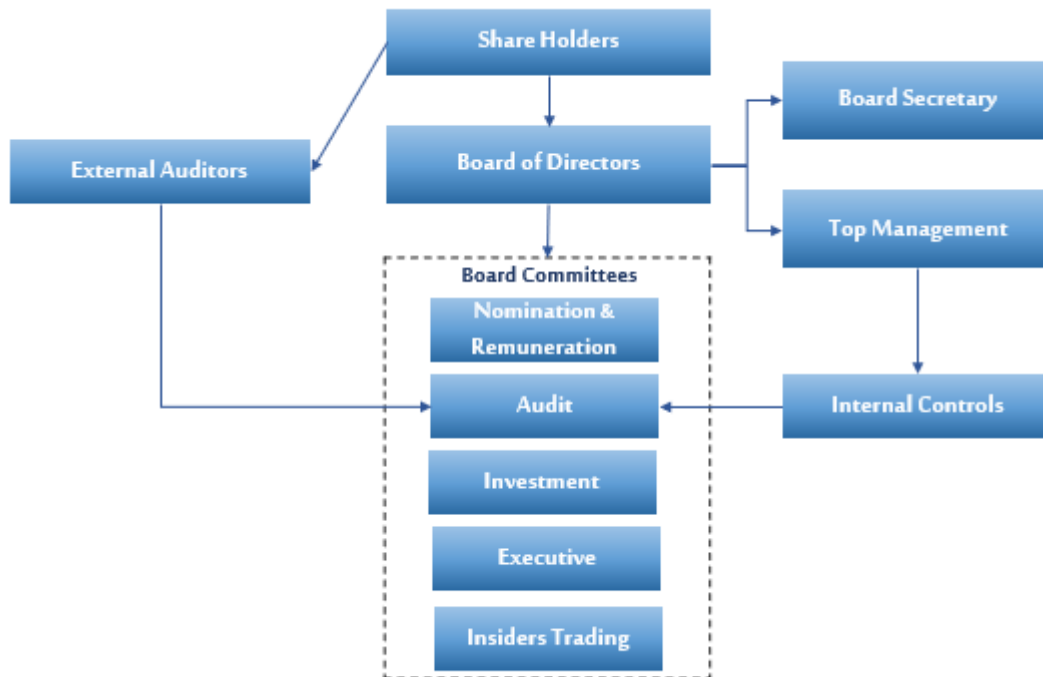 Share Holders
Board Secretary
External Auditors
Board of Directors
Top Management
Board Committees
Nomination &
Remuneration
Audit
Internal Controls
Investment
Executive
Insiders Trading